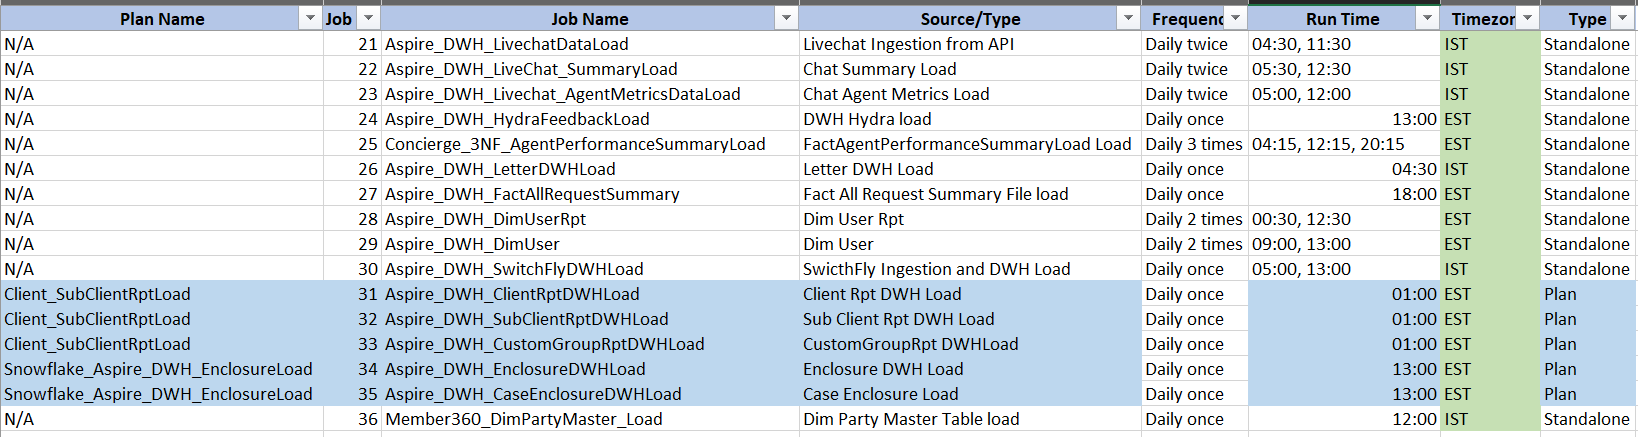 Plan Name Job Job Name Source/Type Frequenc Run Time Timezor Type
N/A 21 Aspire_DWH_LivechatDataLoad Livechat Ingestion from API Daily twice 04:30, 11:30 IST Standalone
N/A 22 Aspire_DWH_LiveChat_SummaryLoad Chat Summary Load Daily twice 05:30, 12:30 IST Standalone
N/A 23 Aspire_DWH_Livechat_AgentMetricsDataLoad Chat Agent Metrics Load Daily twice 05:00, 12:00 IST Standalone
N/A 24 Aspire_DWH_HydraFeedbackLoad DWH Hydra load Daily once 13:00 EST Standalone
N/A 25 Concierge_3NF_AgentPerformanceSummaryLoad FactAgentPerformanceSummaryLoad Load Daily 3 times 04:15, 12:15, 20:15 EST Standalone
N/A 26 Aspire_DWH_LetterDWHLoad Letter DWH Load Daily once 04:30 IST Standalone
N/A 27 Aspire_DWH_FactAllRequestSummary Fact All Request Summary File load Daily once 18:00 EST Standalone
N/A 28 Aspire_DWH_DimUserRpt Dim User Rpt Daily 2 times 00:30, 12:30 EST Standalone
N/A 29 Aspire_DWH_DimUser Dim User Daily 2 times 09:00, 13:00 EST Standalone
N/A 30 Aspire_DWH_SwitchFlyDWHLoad SwicthFly Ingestion and DWH Load Daily once 05:00, 13:00 IST Standalone
Client_SubClientRptLoad 31 Aspire_DWH_ClientRptDWHLoad Client Rpt DWH Load Daily once 01:00 EST Plan
Client_SubClientRptLoad 32 Aspire_DWH_SubClientRptDWHLoad Sub Client Rpt DWH Load Daily once 01:00 EST Plan
Client_SubClientRptLoad 33 Aspire_DWH_CustomGroupRptDWHLoad CustomGroupRpt DWHLoad Daily once 01:00 EST Plan
Snowflake_Aspire_DWH_EnclosureLoad 34 Aspire_DWH_EnclosureDWHLoad Enclosure DWH Load Daily once 13:00 EST Plan
Snowflake_Aspire_DWH_EnclosureLoad 35 Aspire_DWH_CaseEnclosureDWHLoad Case Enclosure Load Daily once 13:00 EST Plan
N/A 36 Member360_DimPartyMaster_Load Dim Party Master Table load Daily once 12:00 IST Standalone